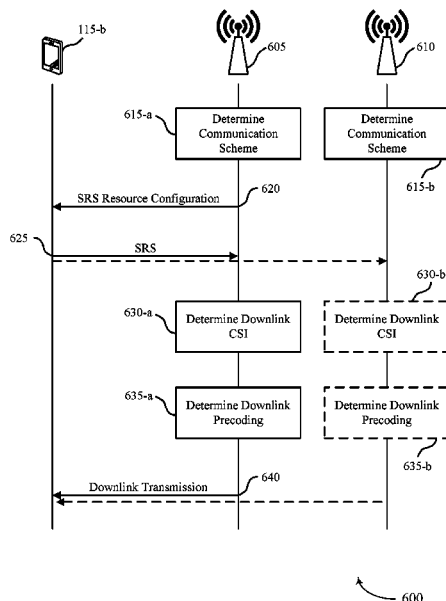 115-b
605
610
615-a
Determine
Communication
Scheme
Determine
Communication
Scheme
615-b
SRS Resource Configuration
620
625
SRS
630-b
630-a
Determine Downlink
CSI
Determine Downlink
CSI
635-a
Determine Downlink
Precoding
Determine Downlink
Precoding
635-b
Downlink Transmission
640
600